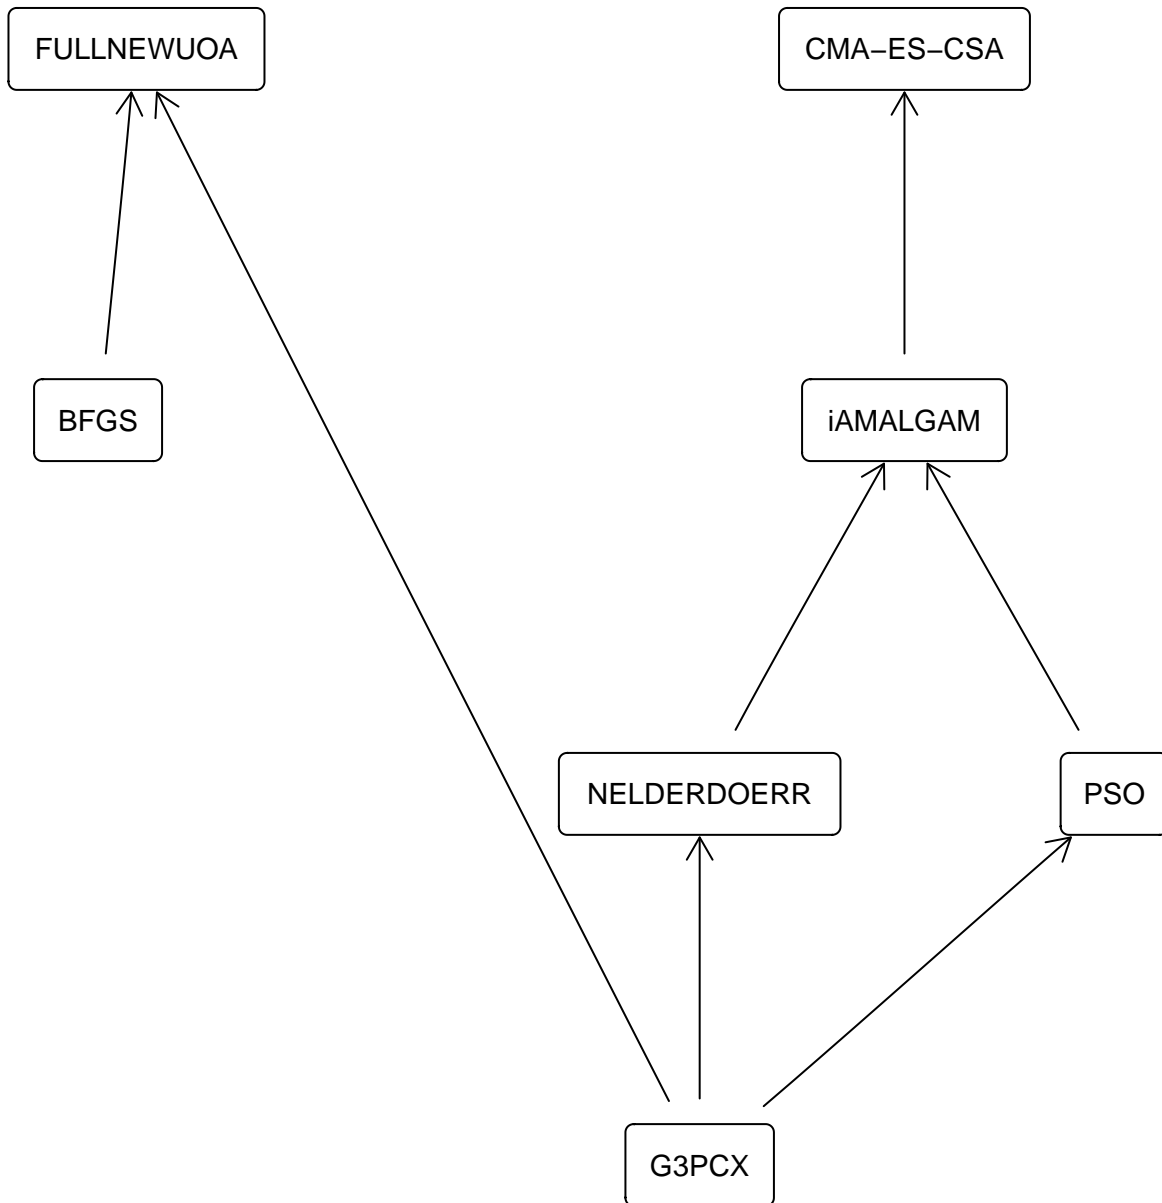 FULLNEWUOA
CMA−ES−CSA
BFGS
iAMALGAM
NELDERDOERR
PSO
G3PCX